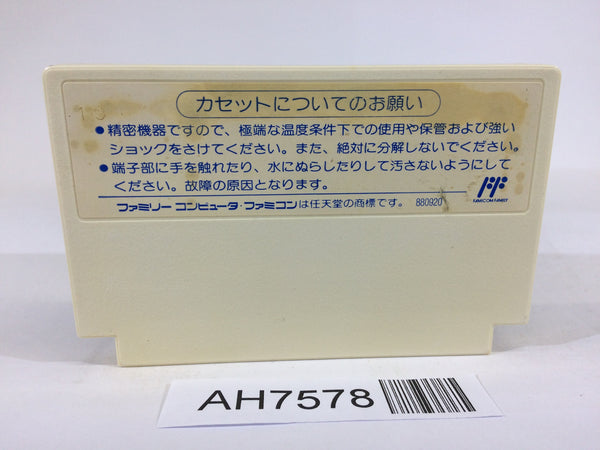 カセットについてのお願い
●精密機器ですので、極端な温度条件下での使用や保管および強い
ショックをさけてください。また、絶対に分解しないでください。
●端子部に手を触れたり、水にぬらしたりして汚さないようにして
ください。故障の原因となります。
ファミリーコンピュータ・ファミコンは任天堂の商標です。 880920
FAMICOM FAMILY
AH7578